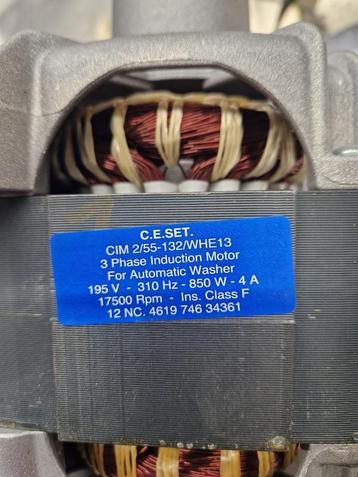 C.E.SET.
CIM 2/55-132/WHE13
3 Phase Induction Motor
For Automatic Washer
195 V - 310 Hz - 850 W - 4 A
17500 Rpm - Ins. Class F
12 NC. 4619 746 34361